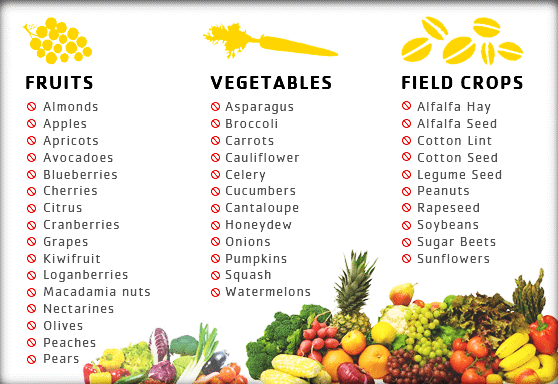 FRUITS
Almonds
Apples
Apricots
Avocadoes
Blueberries
Cherries
Citrus
Cranberries
Grapes
Kiwifruit
Loganberries
Macadamia nuts
Nectarines
Olives
Peaches
Pears
VEGETABLES
Asparagus
Broccoli
Carrots
Cauliflower
Celery
Cucumbers
Cantaloupe
Honeydew
Onions
Pumpkins
Squash
Watermelons
FIELD CROPS
Alfalfa Hay
Alfalfa Seed
Cotton Lint
Cotton Seed
Legume Seed
Peanuts
Rapeseed
Soybeans
Sugar Beets
Sunflowers